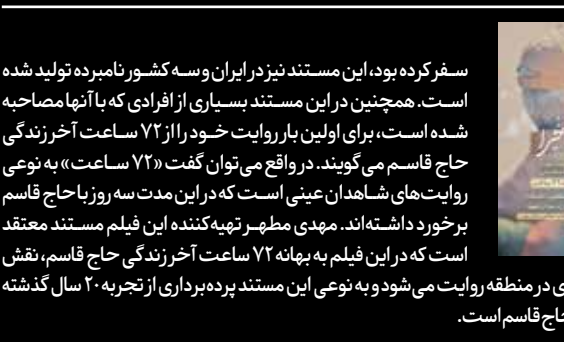 سفر کرده بود، این مستند نیز در ایران و سه کشور نامبرده تولید شده
است. همچنین در این مستند بسیاری از افرادی که با آنها مصاحبه
شده است، برای اولین بار روایت خود را از ۷۲ ساعت آخر زندگی
حاج قاسم می گویند. در واقع می توان گفت «۷۲ ساعت» به نوعی
روایت های شاهدان عینی است که در این مدت سه روز با حاج قاسم
برخورد داشته اند. مهدی مطهر تهیه کننده این فیلم مستند معتقد
است که در این فیلم به بهانه ۷۲ ساعت آخر زندگی حاج قاسم، نقش
در منطقه روایت می شود و به نوعی این مستند پرده برداری از تجربه ۲۰ سال گذشته
حاج قاسم است.